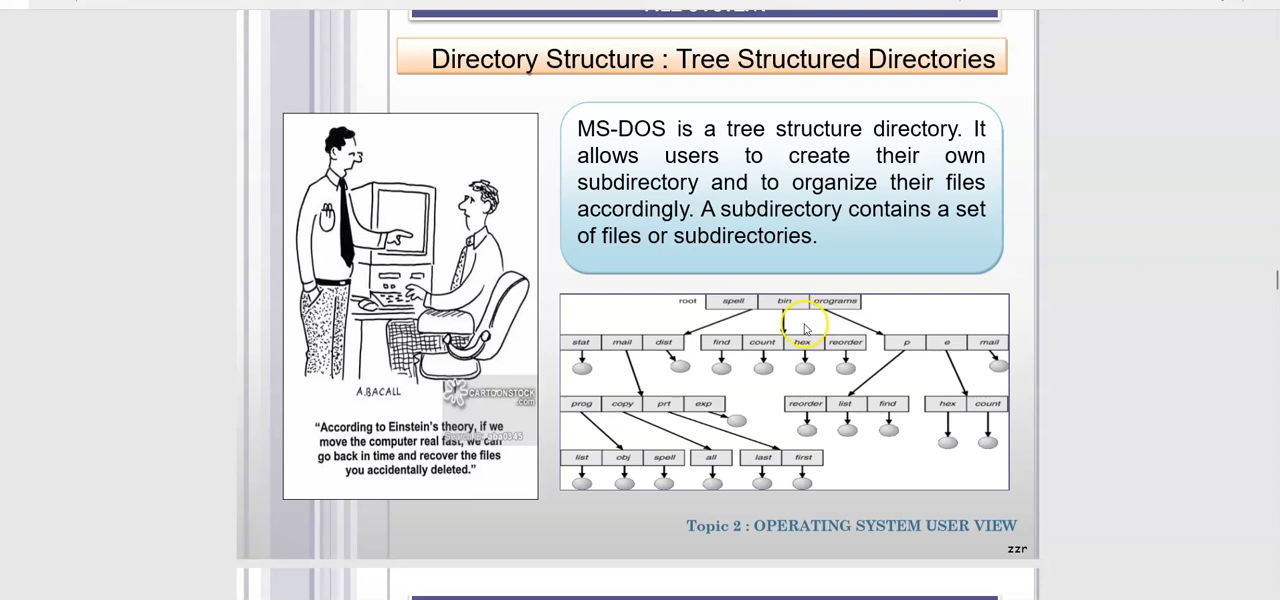 Directory Structure : Tree Structured Directories
MS-DOS is a tree structure directory. It
allows users to create their own
subdirectory and to organize their files
accordingly. A subdirectory contains a set
of files or subdirectories.
A.BACALL
CARTOONSTOCK
.com
"According to Einstein's theory, if we
move the computer real fast, we can
go back in time and recover the files
you accidentally deleted."
root spell bin programs
stat mail dist find count hex reorder p e mail
prog copy prt exp reorder list find hex count
list obj spell all last first
Topic 2 : OPERATING SYSTEM USER VIEW
zzr